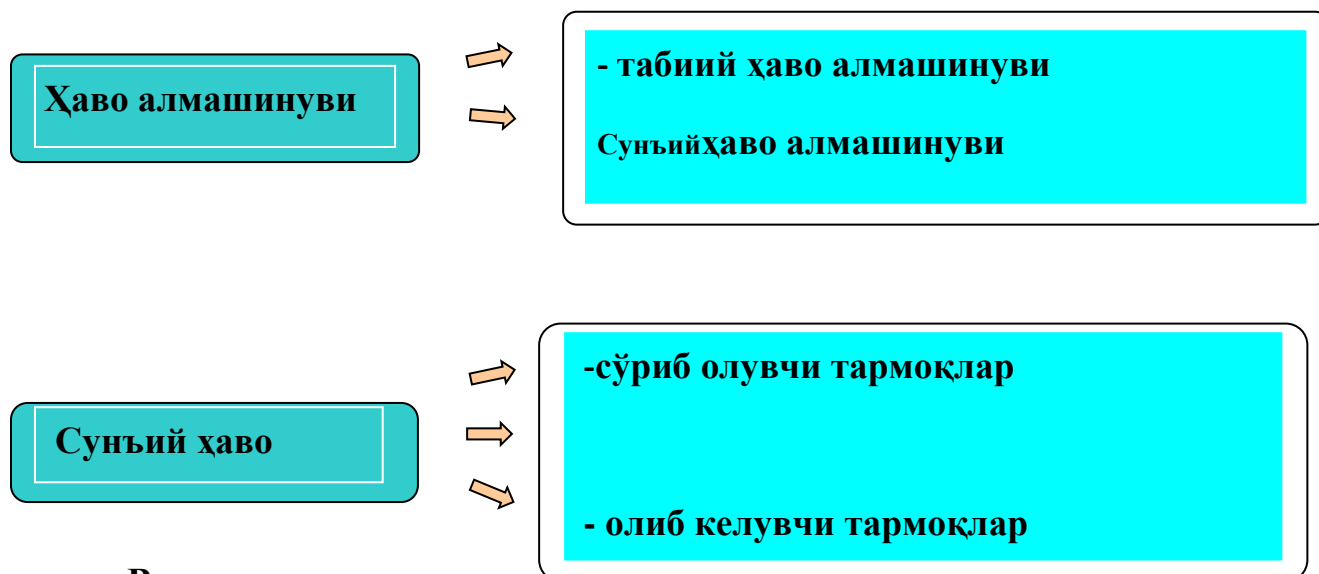 Ҳаво алмашинуви
- табиий ҳаво алмашинуви
Сунъийҳаво алмашинуви
Сунъий ҳаво
-сўриб олувчи тармоқлар
- олиб келувчи тармоқлар